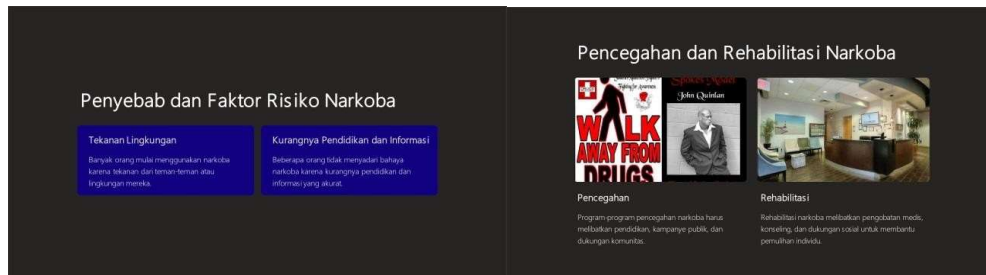 Penyebab dan Faktor Risiko Narkoba
Tekanan Lingkungan
Banyak orang mulai menggunakan narkoba
karena tekanan dari teman-teman atau
lingkungan mereka.
Kurangnya Pendidikan dan Informasi
Beberapa orang tidak menyadari bahaya
narkoba karena kurangnya pendidikan dan
informasi yang akurat.
Pencegahan dan Rehabilitasi Narkoba
WALK
AWAY FROM
DRUGS
John Quinlan
Pencegahan
Program-program pencegahan narkoba harus
melibatkan pendidikan, kampanye publik, dan
dukungan komunitas.
Rehabilitasi
Rehabilitasi narkoba melibatkan pengobatan medis,
konseling, dan dukungan sosial untuk membantu
pemulihan individu.